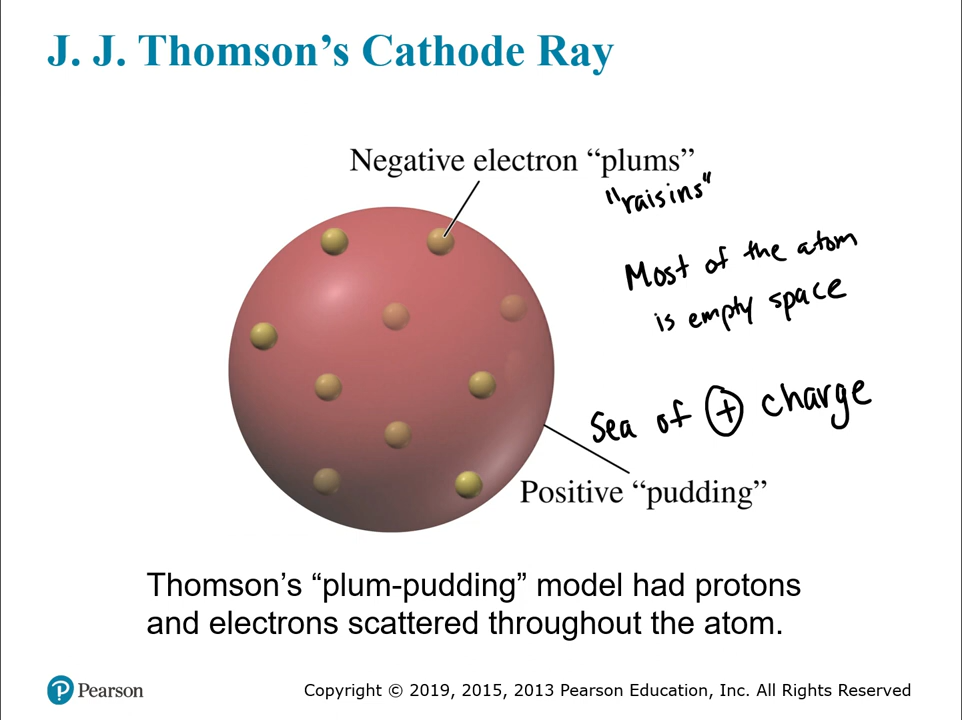 J. J. Thomson’s Cathode Ray
Negative electron “plums”
"raisins"
Most of the atom
is empty space
Sea of + charge
Positive “pudding”
Thomson’s “plum-pudding” model had protons
and electrons scattered throughout the atom.
Pearson
Copyright © 2019, 2015, 2013 Pearson Education, Inc. All Rights Reserved